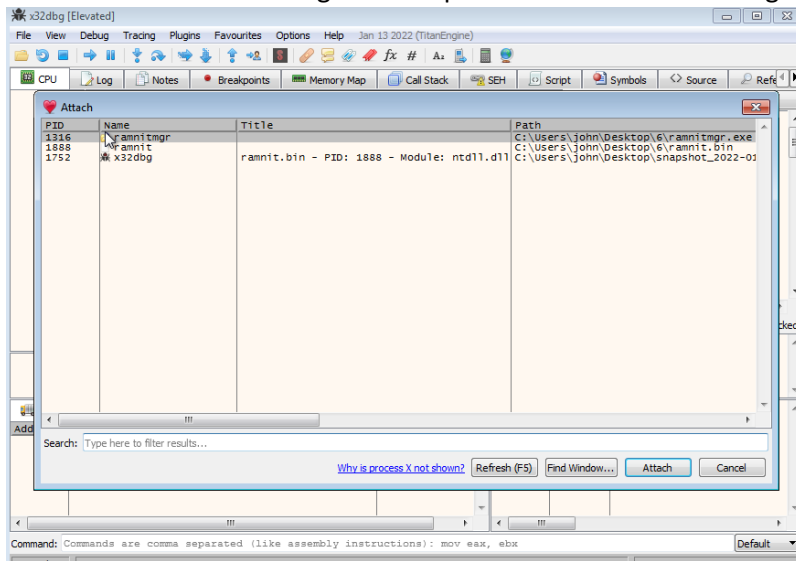 x32dbg [Elevated]
File View Debug Tracing Plugins Favourites Options Help Jan 13 2022 (TitanEngine)
CPU Log Notes Breakpoints Memory Map Call Stack SEH Script Symbols Source Refe
Attach
PID Name Title Path
1316 ramnitmgr C:\Users\john\Desktop\6\ramnitmgr.exe
1888 ramnit C:\Users\john\Desktop\6\ramnit.bin
1752 x32dbg ramnit.bin - PID: 1888 - Module: ntdll.dll C:\Users\john\Desktop\snapshot_2022-01
cked
Add
Search: Type here to filter results...
Why is process X not shown? Refresh (F5) Find Window... Attach Cancel
Command: Commands are comma separated (like assembly instructions): mov eax, ebx Default